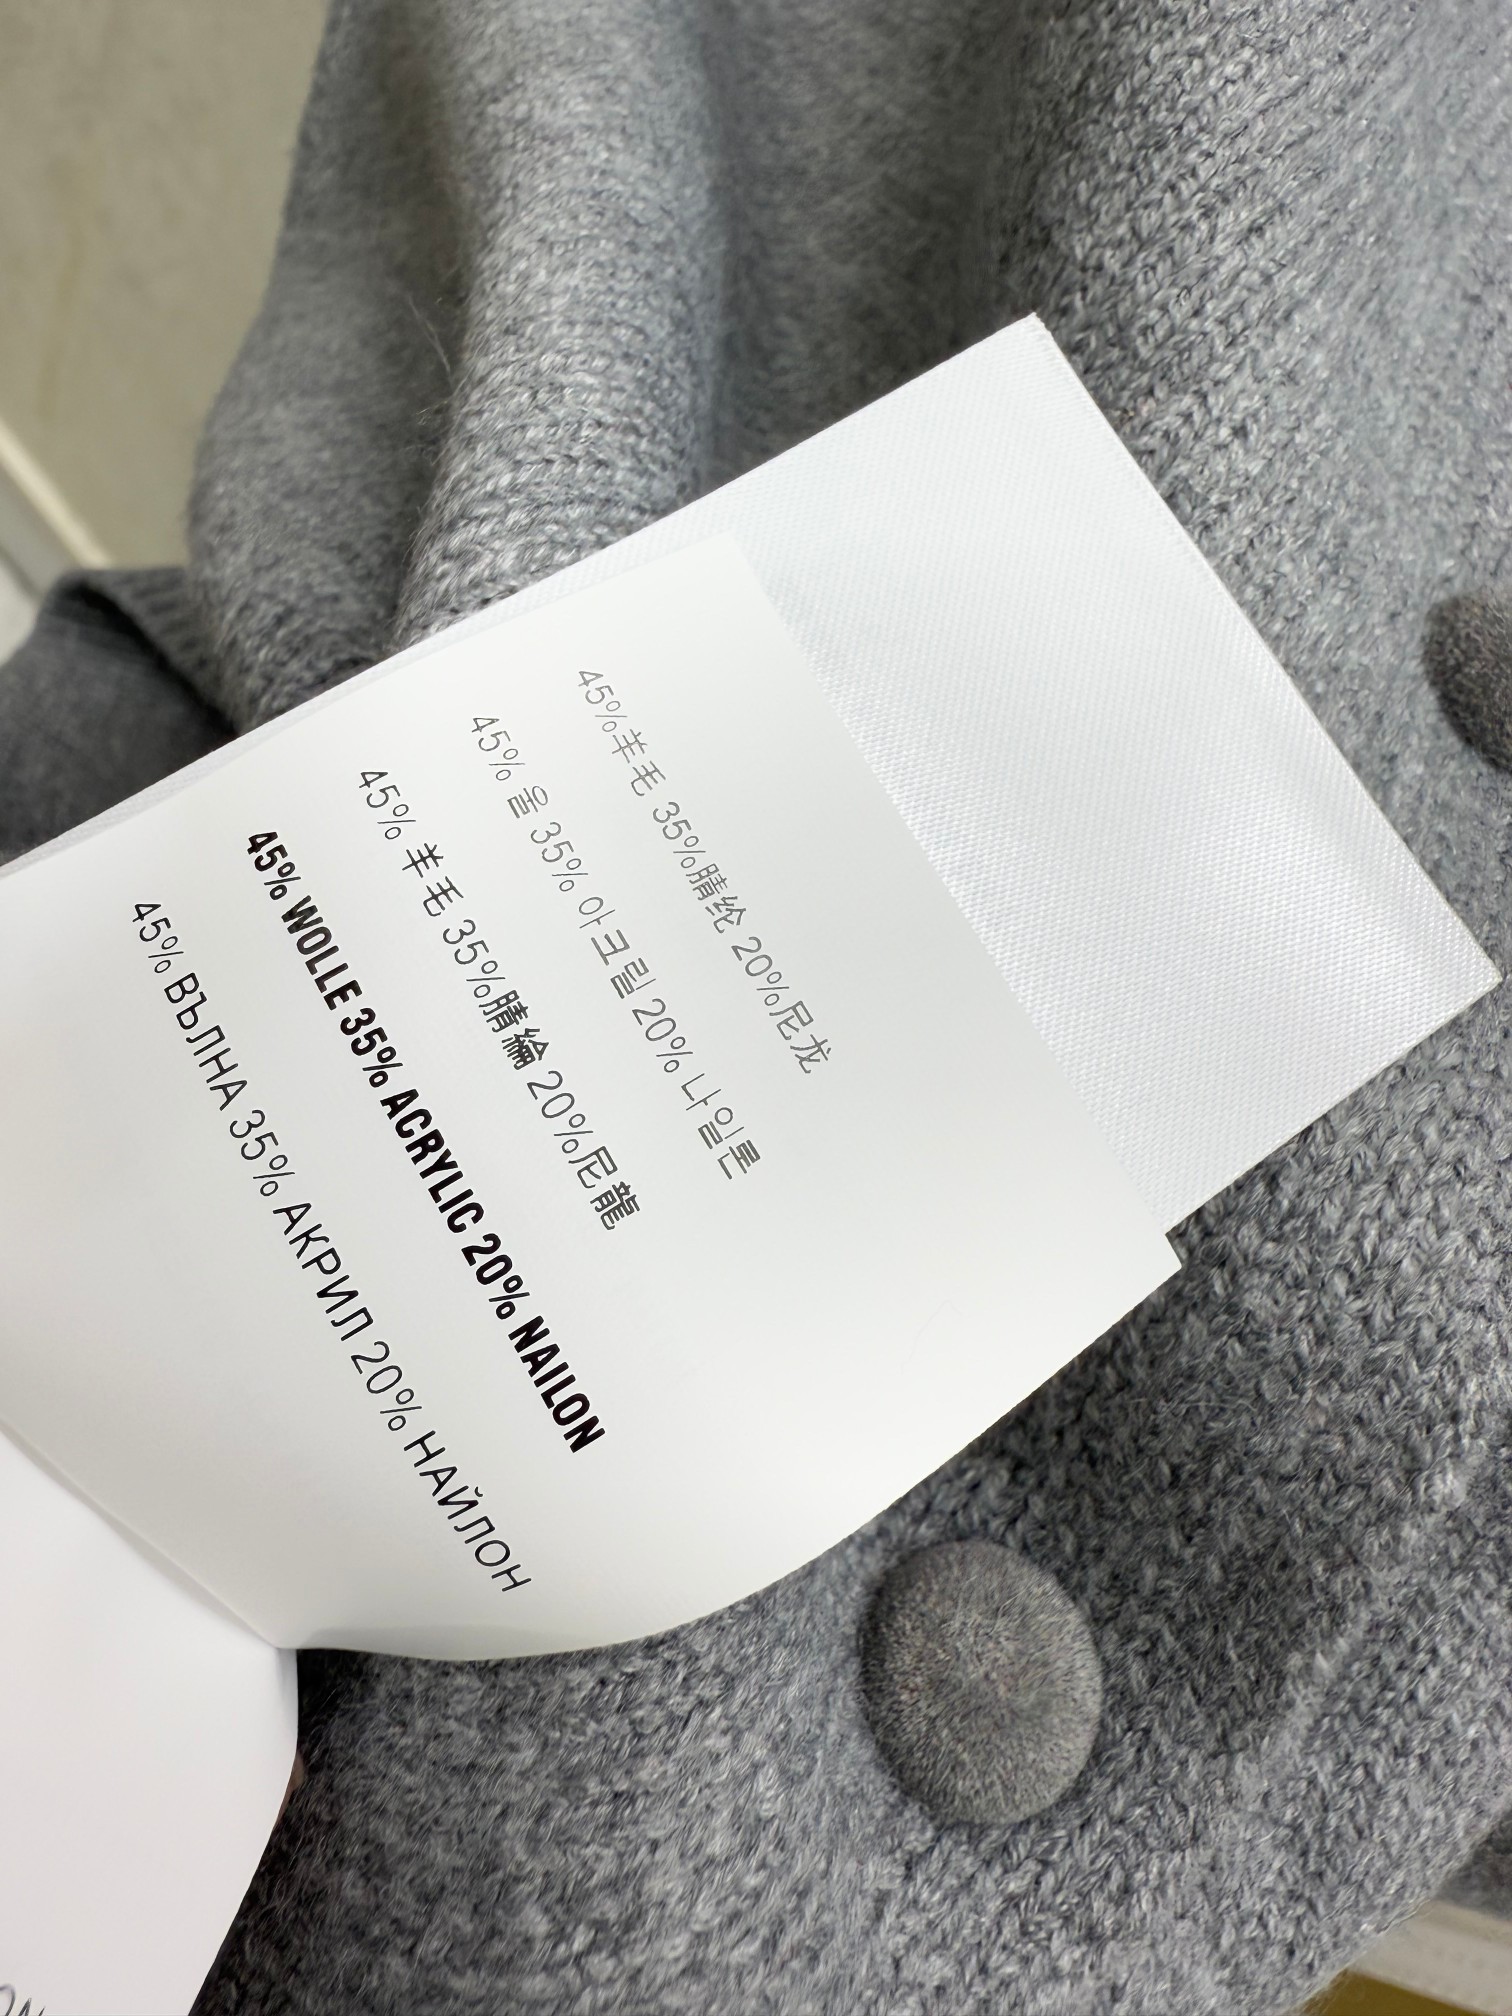 45%羊毛 35%腈纶 20%尼龙
45% 울 35% 아크릴 20% 나일론
45% 羊毛 35%腈綸 20%尼龍
45% WOLLE 35% ACRYLIC 20% NAILON
45% ВЪЛНА 35% АКРИЛ 20% НАЙЛОН